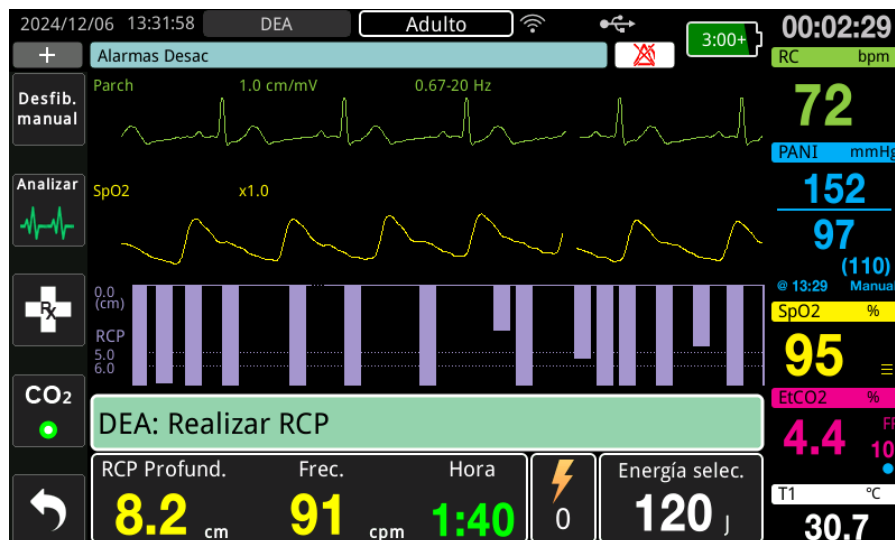 2024/12/06 13:31:58 DEA Adulto 00:02:29
3:00+
+ Alarmas Desac
RC bpm
72
Desfib. manual
Parch 1.0 cm/mV 0.67-20 Hz
PANI mmHg
152
97
(110)
@ 13:29 Manual
Analizar
SpO2 x1.0
Rx
0.0
(cm)
RCP
5.0
6.0
SpO2 %
95
CO2
EtCO2 %
4.4
10
DEA: Realizar RCP
RCP Profund. Frec. Hora
8.2 cm 91 cpm 1:40
0
Energía selec.
120 J
T1 °C
30.7